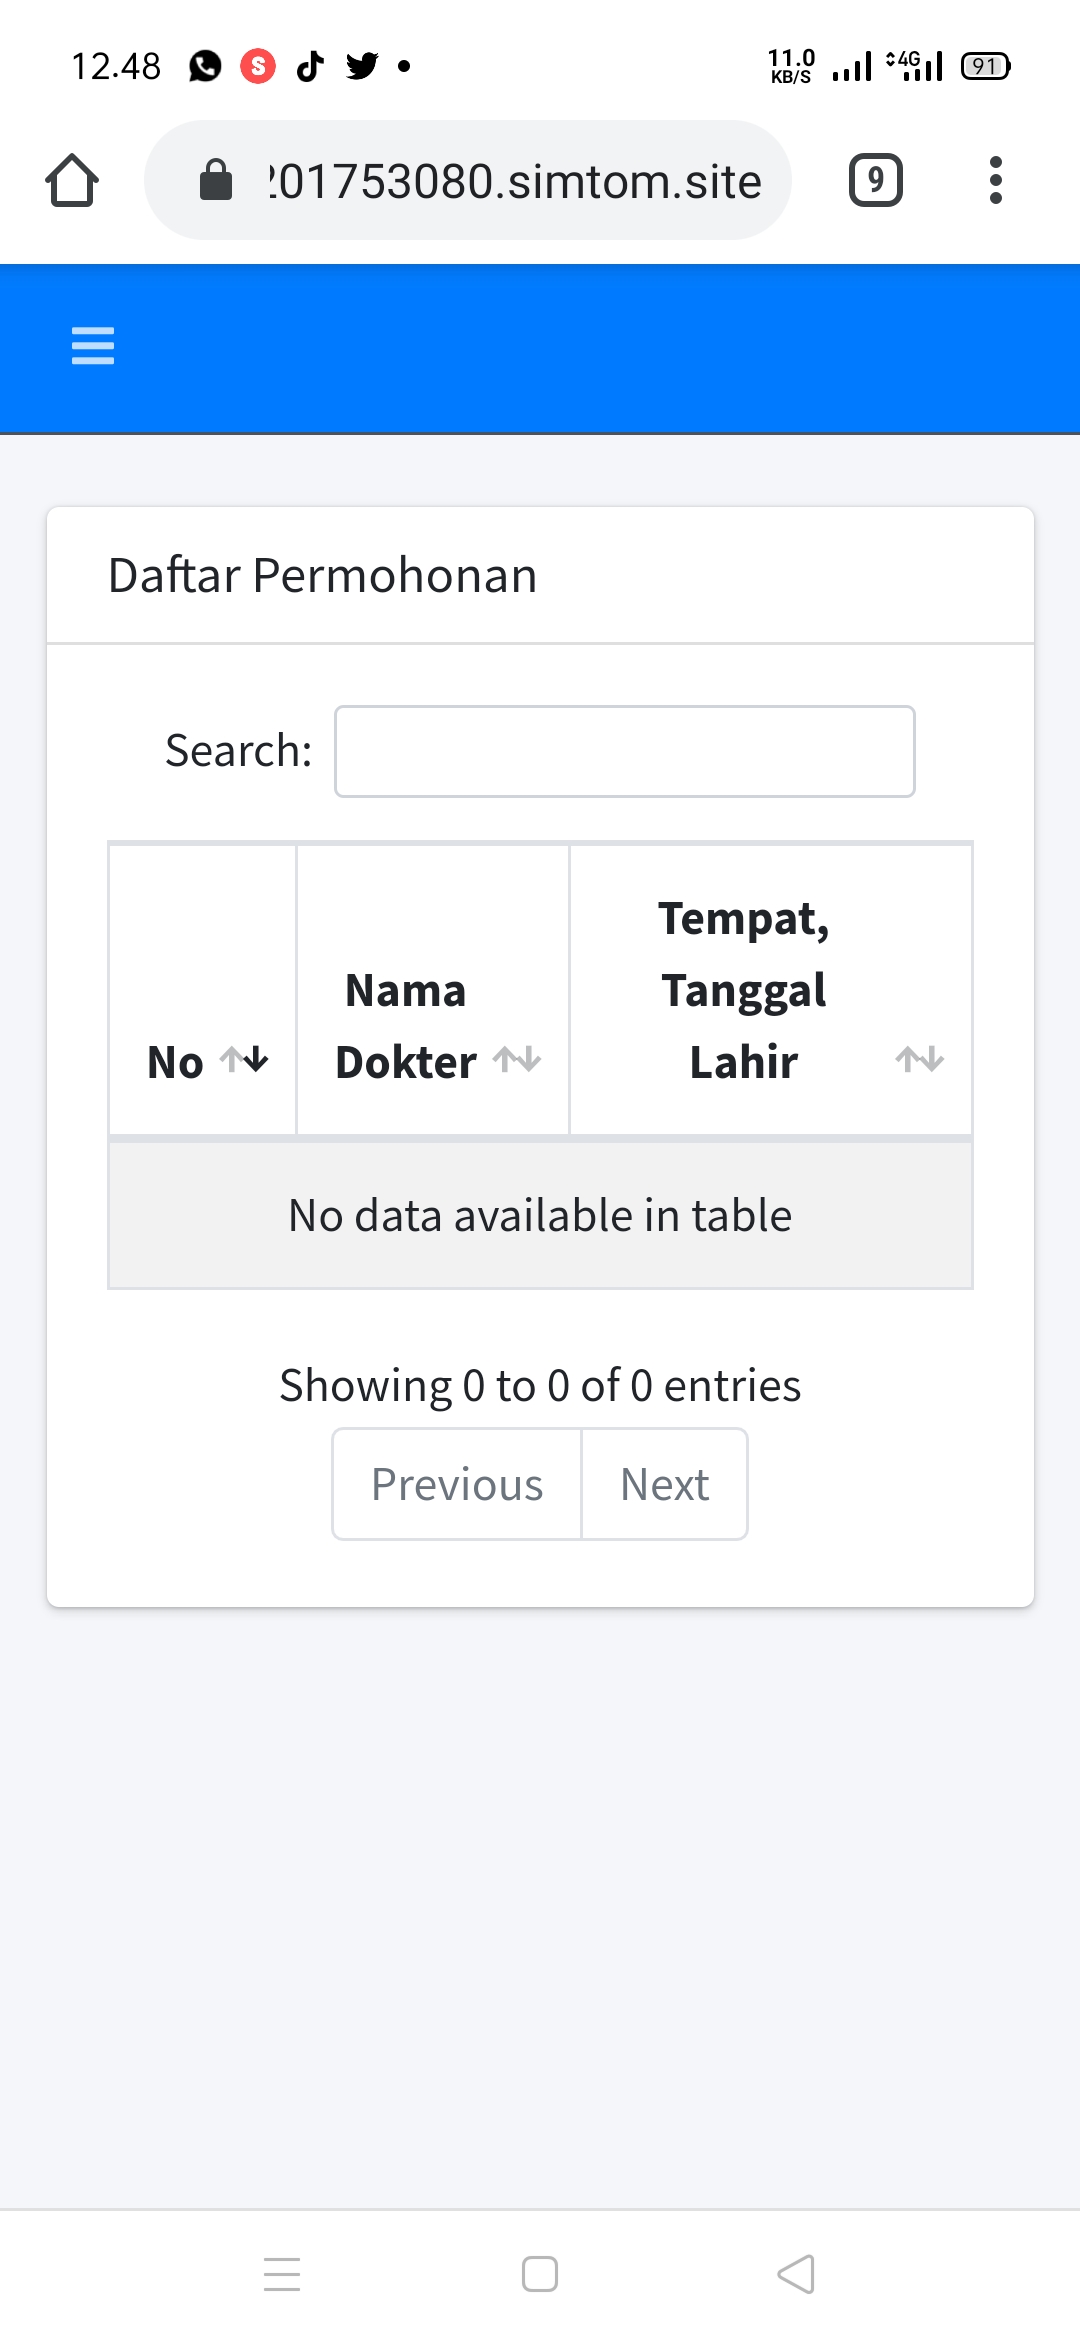 12.48
11.0
KB/S
4G
91
201753080.simtom.site
9
Daftar Permohonan
Search:
No
Nama
Dokter
Tempat,
Tanggal
Lahir
No data available in table
Showing 0 to 0 of 0 entries
Previous
Next